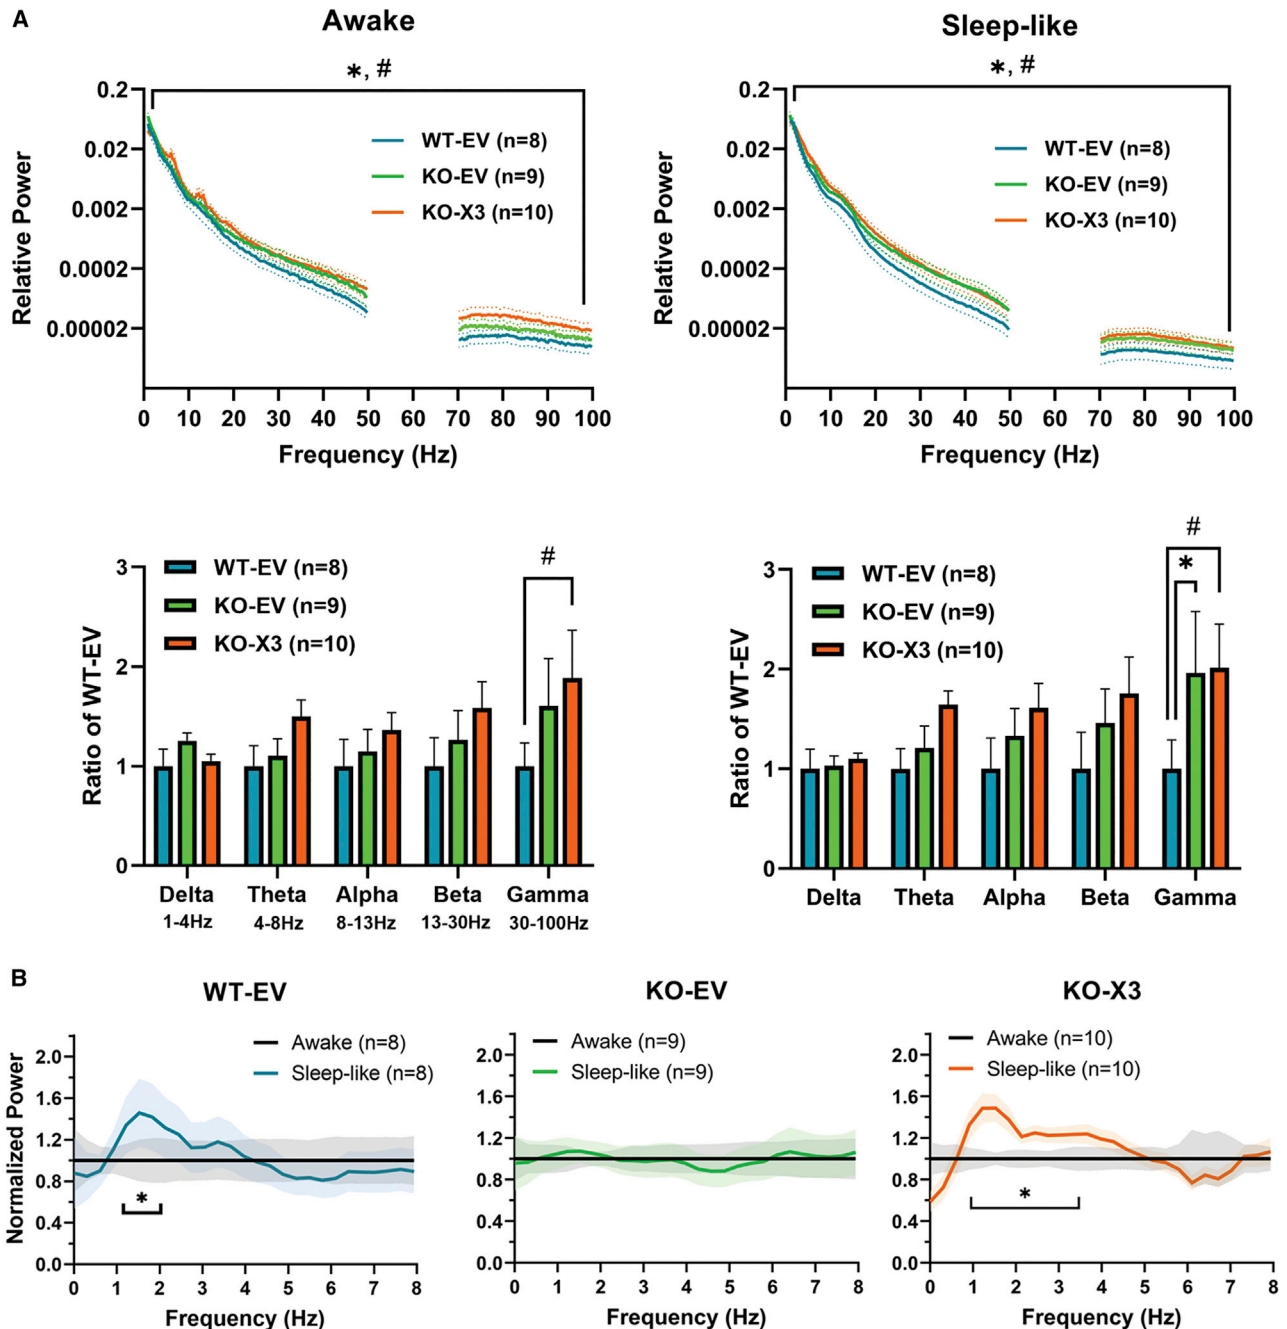 A
Awake
*, #
0.2
0.02
0.002
0.0002
0.00002
Relative Power
WT-EV (n=8)
KO-EV (n=9)
KO-X3 (n=10)
0 10 20 30 40 50 60 70 80 90 100
Frequency (Hz)
Sleep-like
*, #
0.2
0.02
0.002
0.0002
0.00002
Relative Power
WT-EV (n=8)
KO-EV (n=9)
KO-X3 (n=10)
0 10 20 30 40 50 60 70 80 90 100
Frequency (Hz)
3
2
1
0
Ratio of WT-EV
WT-EV (n=8)
KO-EV (n=9)
KO-X3 (n=10)
#
Delta Theta Alpha Beta Gamma
1-4Hz 4-8Hz 8-13Hz 13-30Hz 30-100Hz
3
2
1
0
Ratio of WT-EV
WT-EV (n=8)
KO-EV (n=9)
KO-X3 (n=10)
#
*
Delta Theta Alpha Beta Gamma
B
WT-EV
2.0
1.6
1.2
0.8
0.4
0.0
Normalized Power
Awake (n=8)
Sleep-like (n=8)
*
0 1 2 3 4 5 6 7 8
Frequency (Hz)
KO-EV
2.0
1.6
1.2
0.8
0.4
0.0
Awake (n=9)
Sleep-like (n=9)
0 1 2 3 4 5 6 7 8
Frequency (Hz)
KO-X3
2.0
1.6
1.2
0.8
0.4
0.0
Awake (n=10)
Sleep-like (n=10)
*
0 1 2 3 4 5 6 7 8
Frequency (Hz)